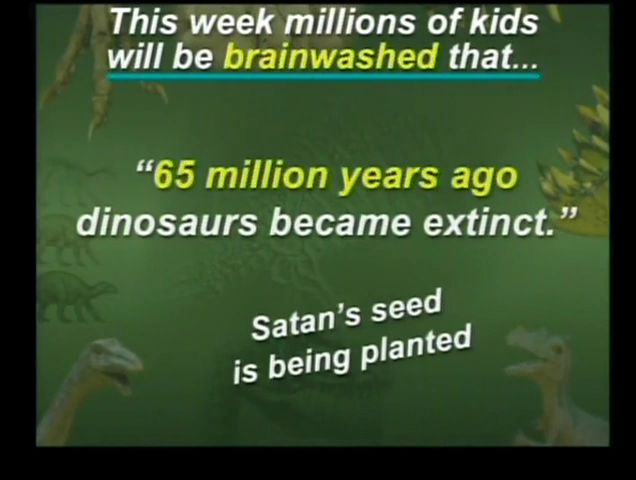 This week millions of kids
will be brainwashed that...
“65 million years ago
dinosaurs became extinct.”
Satan’s seed
is being planted